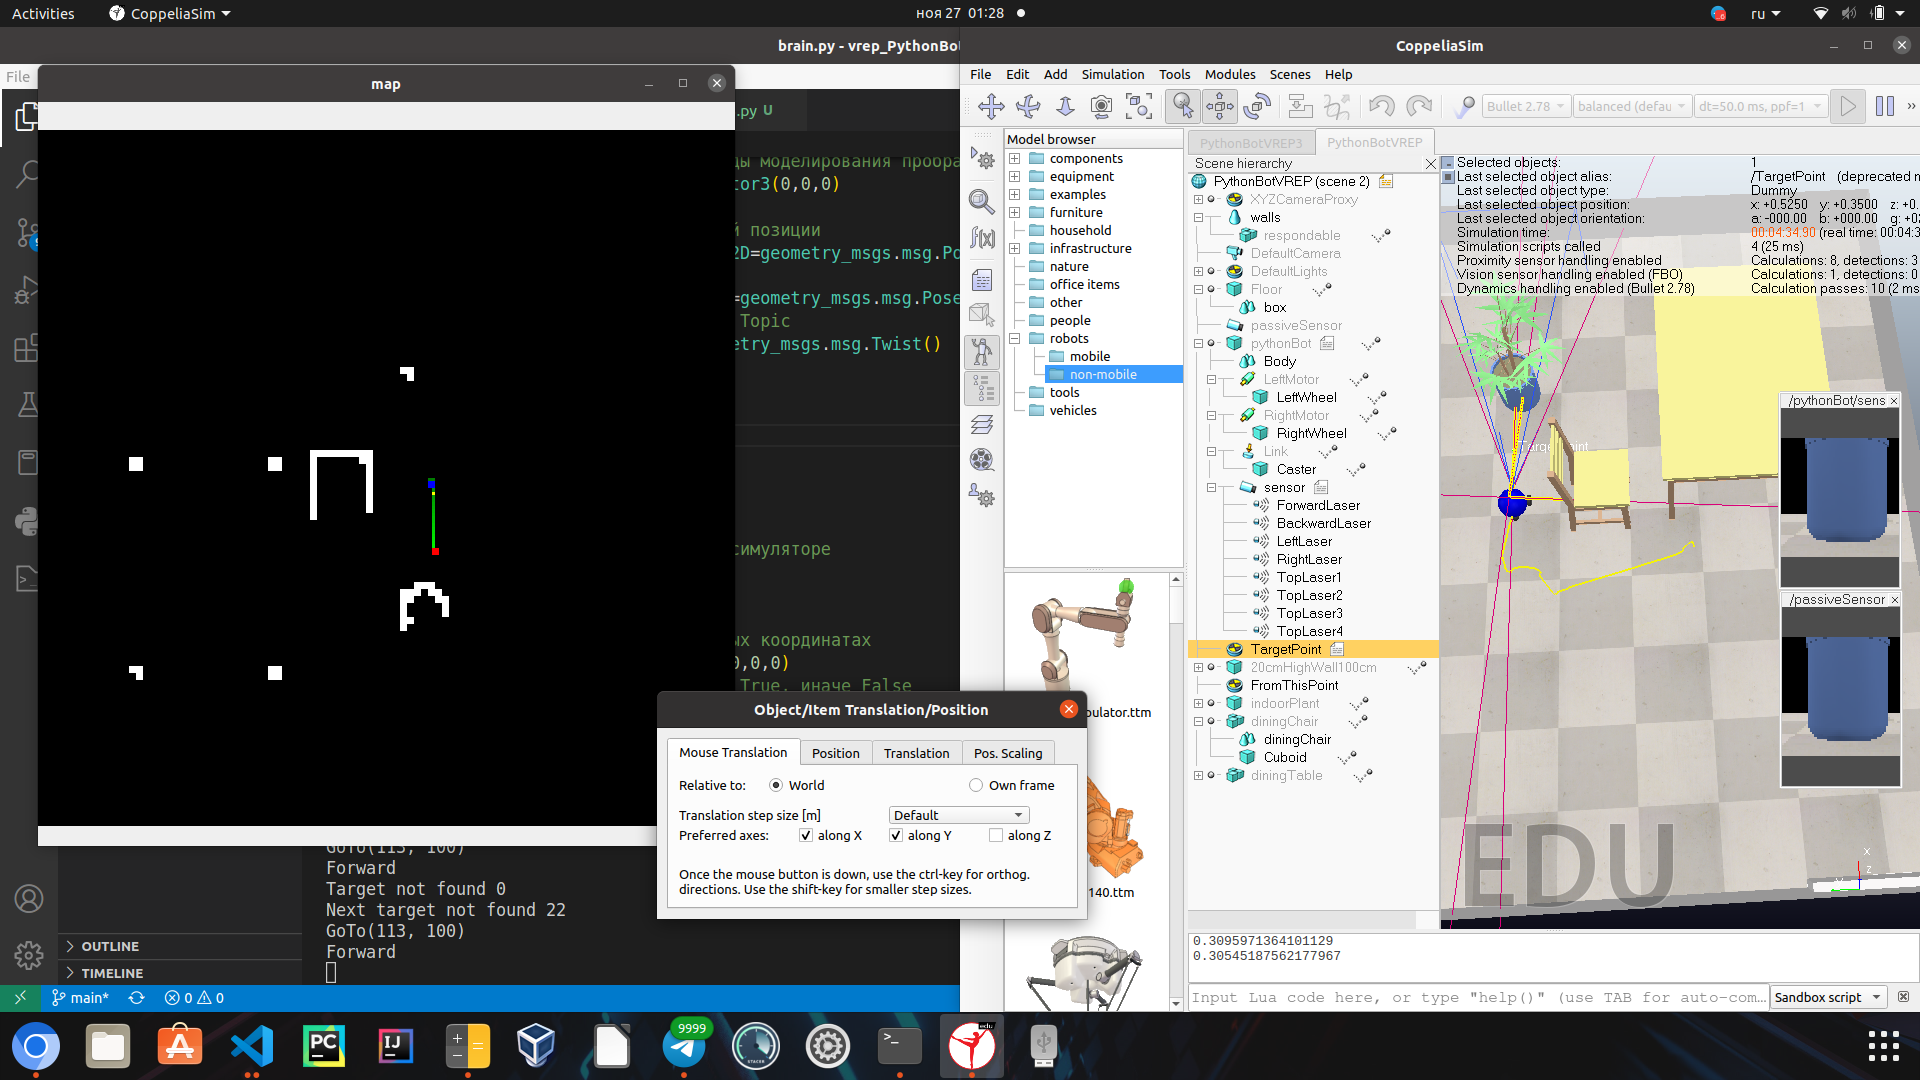 Activities
CoppeliaSim
ноя 27 01:28
ru
brain.py - vrep_PythonBot
CoppeliaSim
File
map
File Edit Add Simulation Tools Modules Scenes Help
Bullet 2.78
balanced (defau
dt=50.0 ms, ppf=1
»
.py U
tor3(0,0,0)
й позиции
2D=geometry_msgs.msg.Po
=geometry_msgs.msg.Pose
Topic
etry_msgs.msg.Twist()
симуляторе
ых координатах
0,0,0)
True, иначе False
GoTo(113, 100)
Forward
Target not found 0
Next target not found 22
GoTo(113, 100)
Forward
OUTLINE
TIMELINE
main*
0
0
Model browser
components
equipment
examples
furniture
household
infrastructure
nature
office items
other
people
robots
mobile
non-mobile
tools
vehicles
pulator.ttm
140.ttm
PythonBotVREP3
PythonBotVREP
Scene hierarchy
PythonBotVREP (scene 2)
XYZCameraProxy
walls
respondable
DefaultCamera
DefaultLights
Floor
box
passiveSensor
pythonBot
Body
LeftMotor
LeftWheel
RightMotor
RightWheel
Link
Caster
sensor
ForwardLaser
BackwardLaser
LeftLaser
RightLaser
TopLaser1
TopLaser2
TopLaser3
TopLaser4
TargetPoint
20cmHighWall100cm
FromThisPoint
indoorPlant
diningChair
diningChair
Cuboid
diningTable
Selected objects: 1
Last selected object alias: /TargetPoint (deprecated n
Last selected object type: Dummy
Last selected object position: x: +0.5250 y: +0.3500 z: +0.
Last selected object orientation: a: -000.00 b: +000.00 g: +02
Simulation time: 00:04:34.90 (real time: 00:04:3
Simulation scripts called 4 (25 ms)
Proximity sensor handling enabled Calculations: 8, detections: 3
Vision sensor handling enabled (FBO) Calculations: 1, detections: 0
Dynamics handling enabled (Bullet 2.78) Calculation passes: 10 (2 ms
/pythonBot/sens
/passiveSensor
EDU
x
z
Object/Item Translation/Position
Mouse Translation
Position
Translation
Pos. Scaling
Relative to: World Own frame
Translation step size [m] Default
Preferred axes: along X along Y along Z
Once the mouse button is down, use the ctrl-key for orthog.
directions. Use the shift-key for smaller step sizes.
0.3095971364101129
0.30545187562177967
Input Lua code here, or type "help()" (use TAB for auto-com...
Sandbox script
PC
IJ
9999
edu